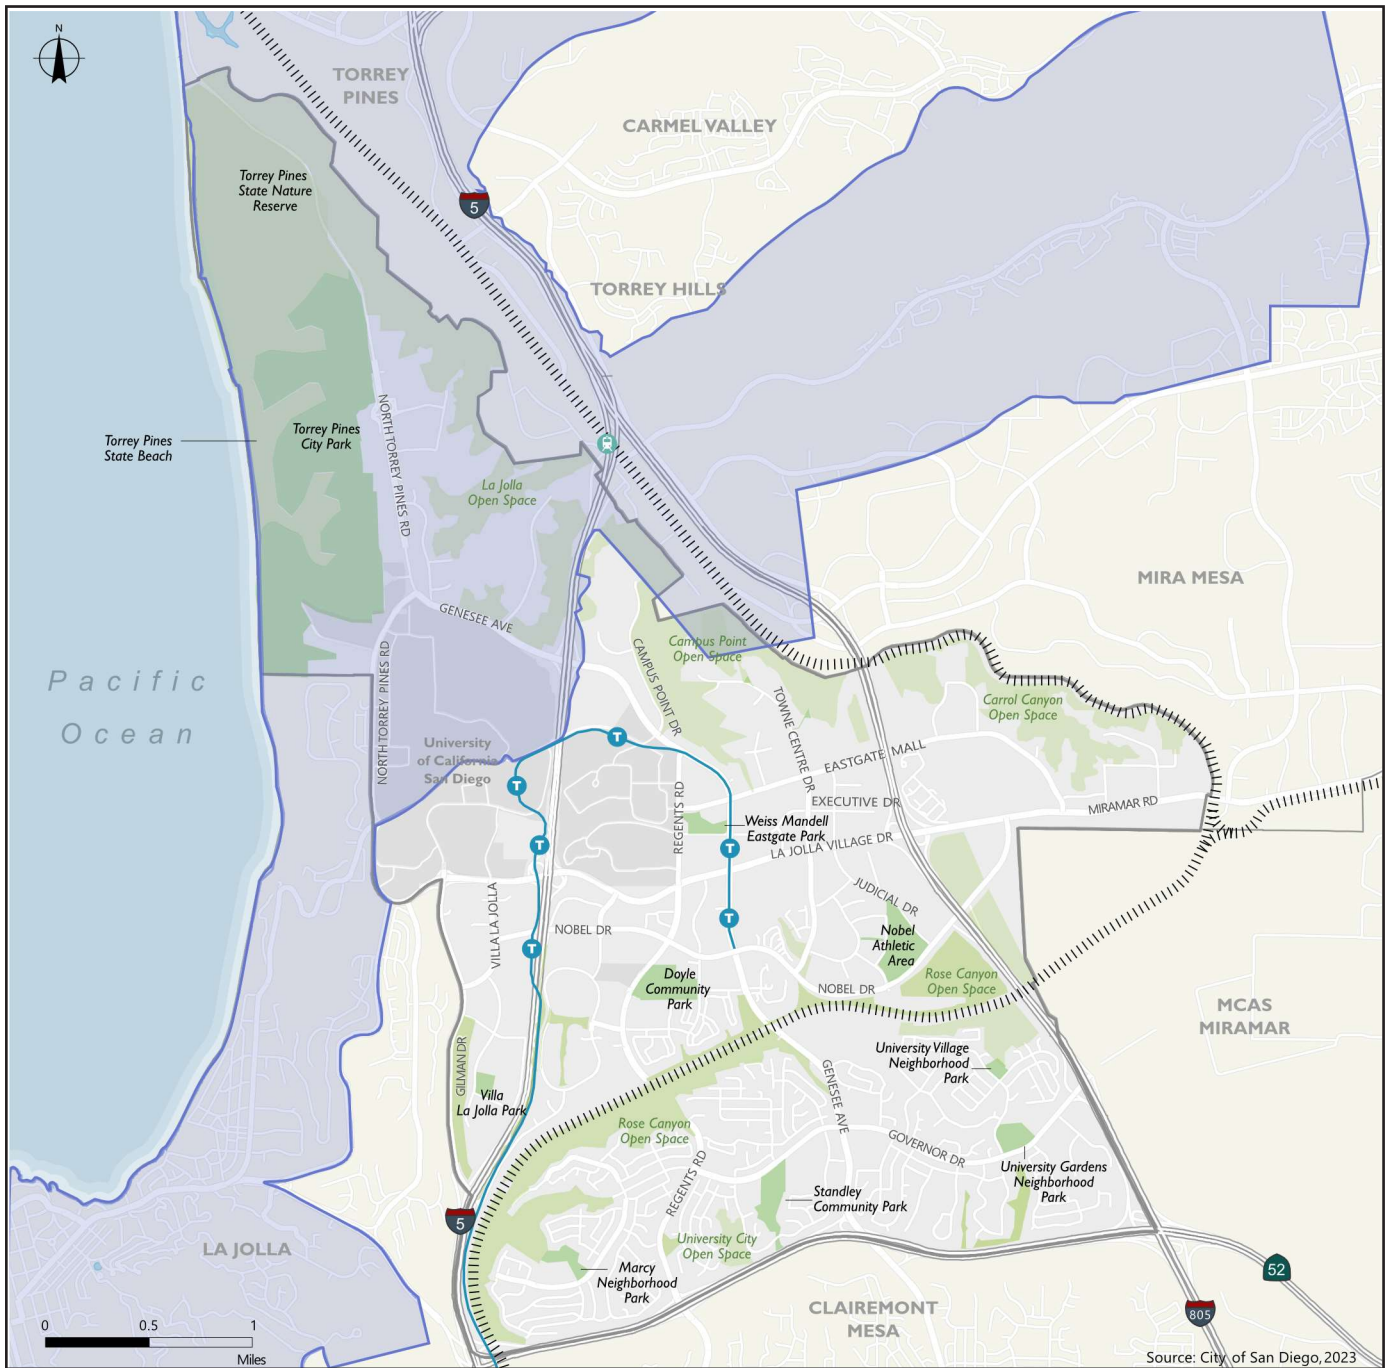 N
TORREY
PINES
CARMEL VALLEY
Torrey Pines
State Nature
Reserve
5
TORREY HILLS
NORTH TORREY PINES RD
Torrey Pines
City Park
Torrey Pines
State Beach
La Jolla
Open Space
MIRA MESA
GENESEE AVE
Campus Point
Open Space
CAMPUS POINT DR
NORTH TORREY PINES RD
Pacific
Ocean
TOWNE CENTRE DR
Carrol Canyon
Open Space
University
of California
San Diego
T
T
EASTGATE MALL
REGENTS RD
EXECUTIVE DR
MIRAMAR RD
Weiss Mandell
Eastgate Park
T
T
LA JOLLA VILLAGE DR
JUDICIAL DR
VILLA LA JOLLA
T
T
NOBEL DR
Nobel
Athletic
Area
Doyle
Community
Park
NOBEL DR
Rose Canyon
Open Space
MCAS
MIRAMAR
GILMAN DR
University Village
Neighborhood
Park
GENESEE AVE
Villa
La Jolla Park
Rose Canyon
Open Space
GOVERNOR DR
REGENTS RD
University Gardens
Neighborhood
Park
Standley
Community Park
5
LA JOLLA
University City
Open Space
Marcy
Neighborhood
Park
52
CLAIREMONT
MESA
805
0 0.5 1
Miles
Source: City of San Diego, 2023